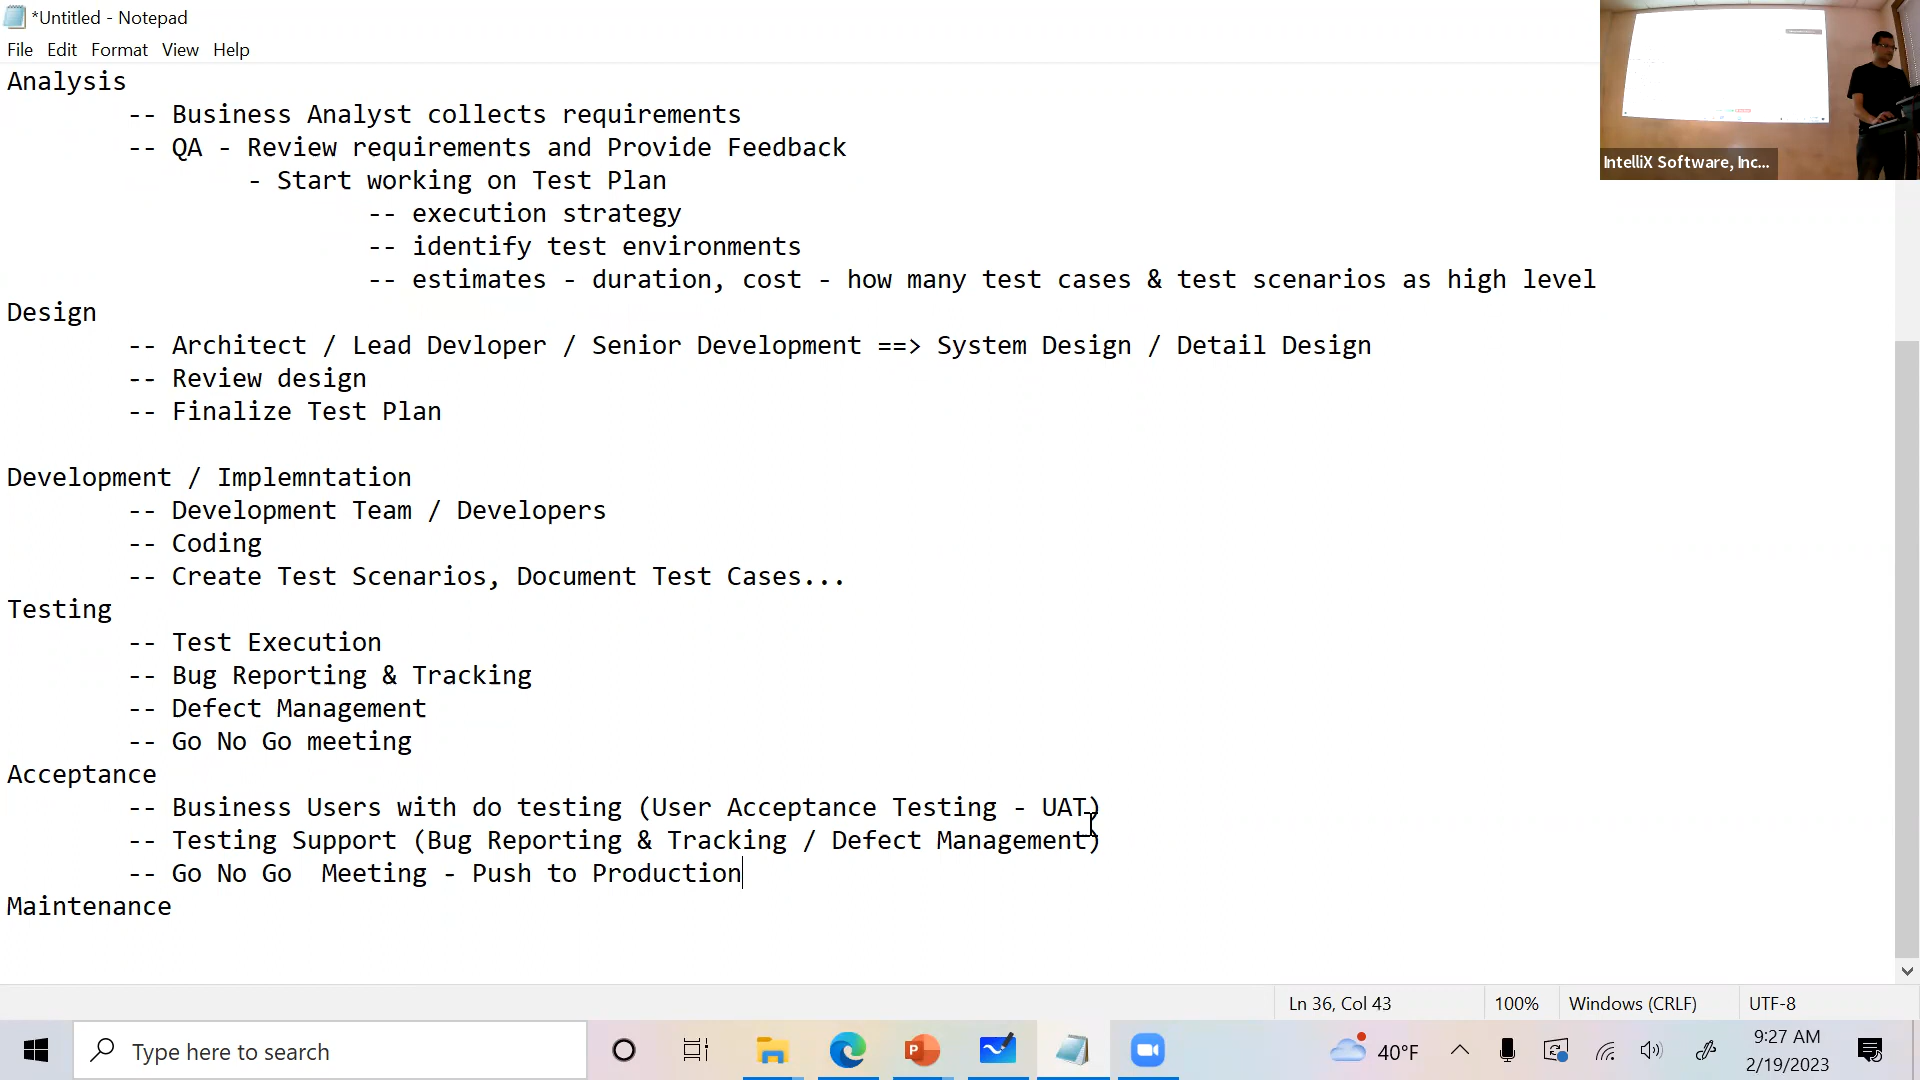 *Untitled - Notepad
File Edit Format View Help
Analysis
-- Business Analyst collects requirements
-- QA - Review requirements and Provide Feedback
- Start working on Test Plan
-- execution strategy
-- identify test environments
-- estimates - duration, cost - how many test cases & test scenarios as high level
Design
-- Architect / Lead Devloper / Senior Development ==> System Design / Detail Design
-- Review design
-- Finalize Test Plan
Development / Implemntation
-- Development Team / Developers
-- Coding
-- Create Test Scenarios, Document Test Cases...
Testing
-- Test Execution
-- Bug Reporting & Tracking
-- Defect Management
-- Go No Go meeting
Acceptance
-- Business Users with do testing (User Acceptance Testing - UAT)
-- Testing Support (Bug Reporting & Tracking / Defect Management)
-- Go No Go  Meeting - Push to Production
Maintenance
IntelliX Software, Inc...
Ln 36, Col 43
100%
Windows (CRLF)
UTF-8
Type here to search
40°F
9:27 AM
2/19/2023